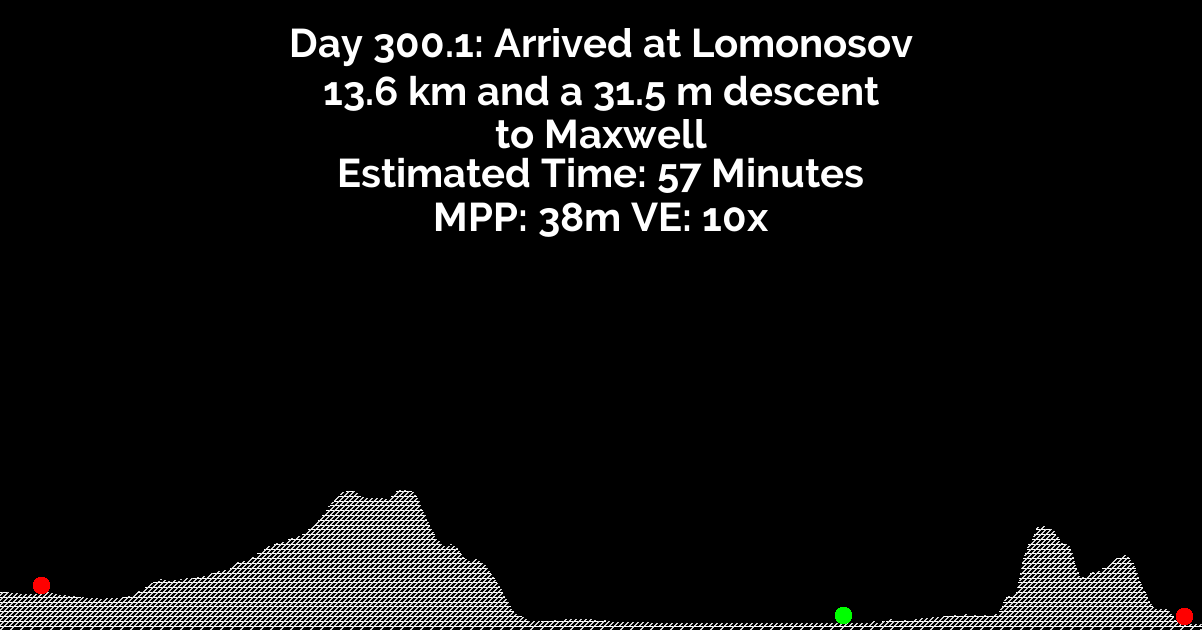 Day 300.1: Arrived at Lomonosov
13.6 km and a 31.5 m descent
to Maxwell
Estimated Time: 57 Minutes
MPP: 38m VE: 10x